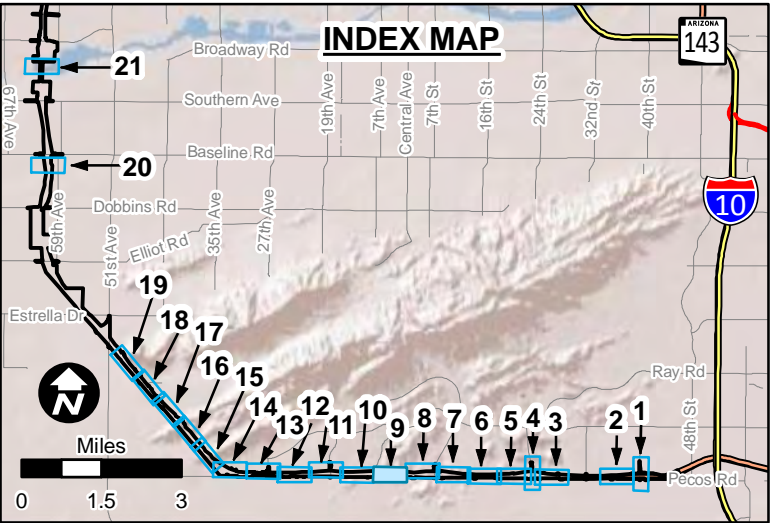 INDEX MAP
ARIZONA
143
Broadway Rd
21
67th Ave
Southern Ave
19th Ave
7th Ave
Central Ave
7th St
16th St
24th St
32nd St
40th St
Baseline Rd
20
10
Dobbins Rd
59th Ave
51st Ave
Elliot Rd
35th Ave
27th Ave
19
Estrella Dr
18
17
16
15
14
13
12
11
10
9
8
7
6
5
4
3
2
1
Ray Rd
48th St
Pecos Rd
N
Miles
0 1.5 3